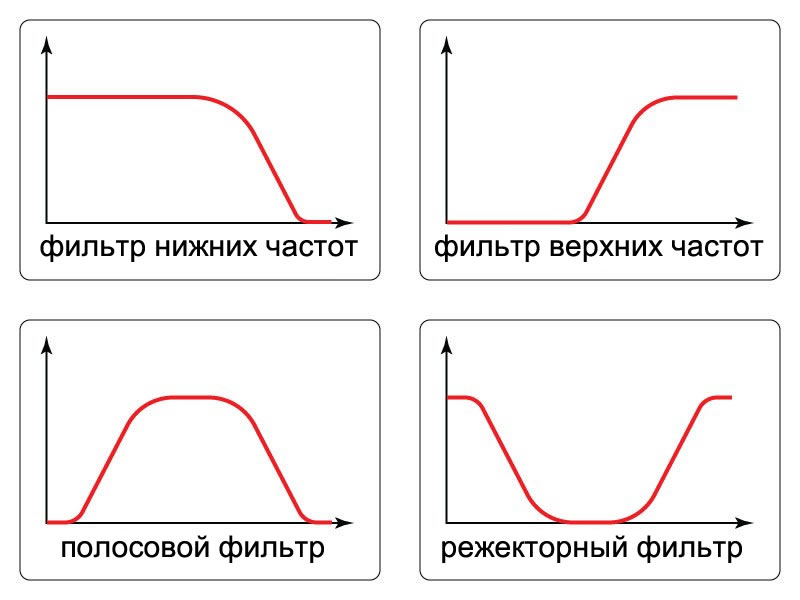 фильтр нижних частот
фильтр верхних частот
полосовой фильтр
режекторный фильтр